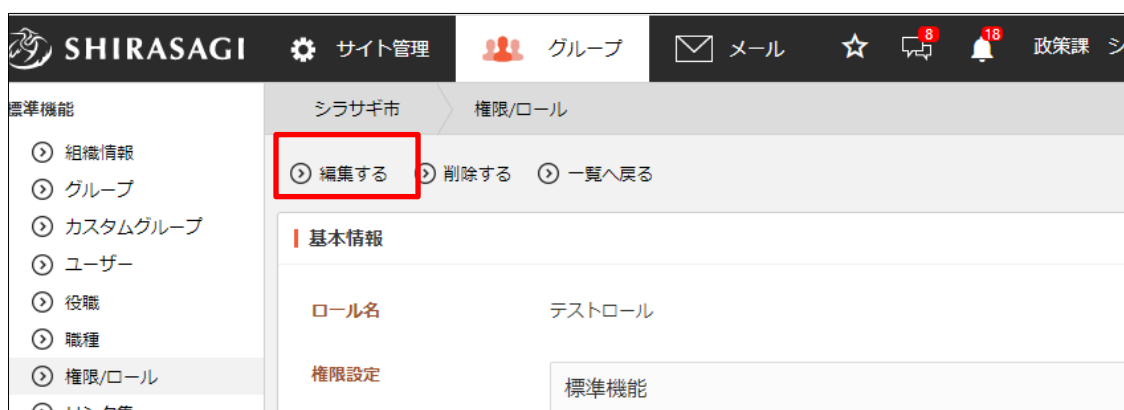 SHIRASAGI サイト管理 グループ メール 8 18 政策課 シ
標準機能
シラサギ市 権限/ロール
組織情報
グループ
カスタムグループ
ユーザー
役職
職種
権限/ロール
編集する 削除する 一覧へ戻る
基本情報
ロール名 テストロール
権限設定 標準機能